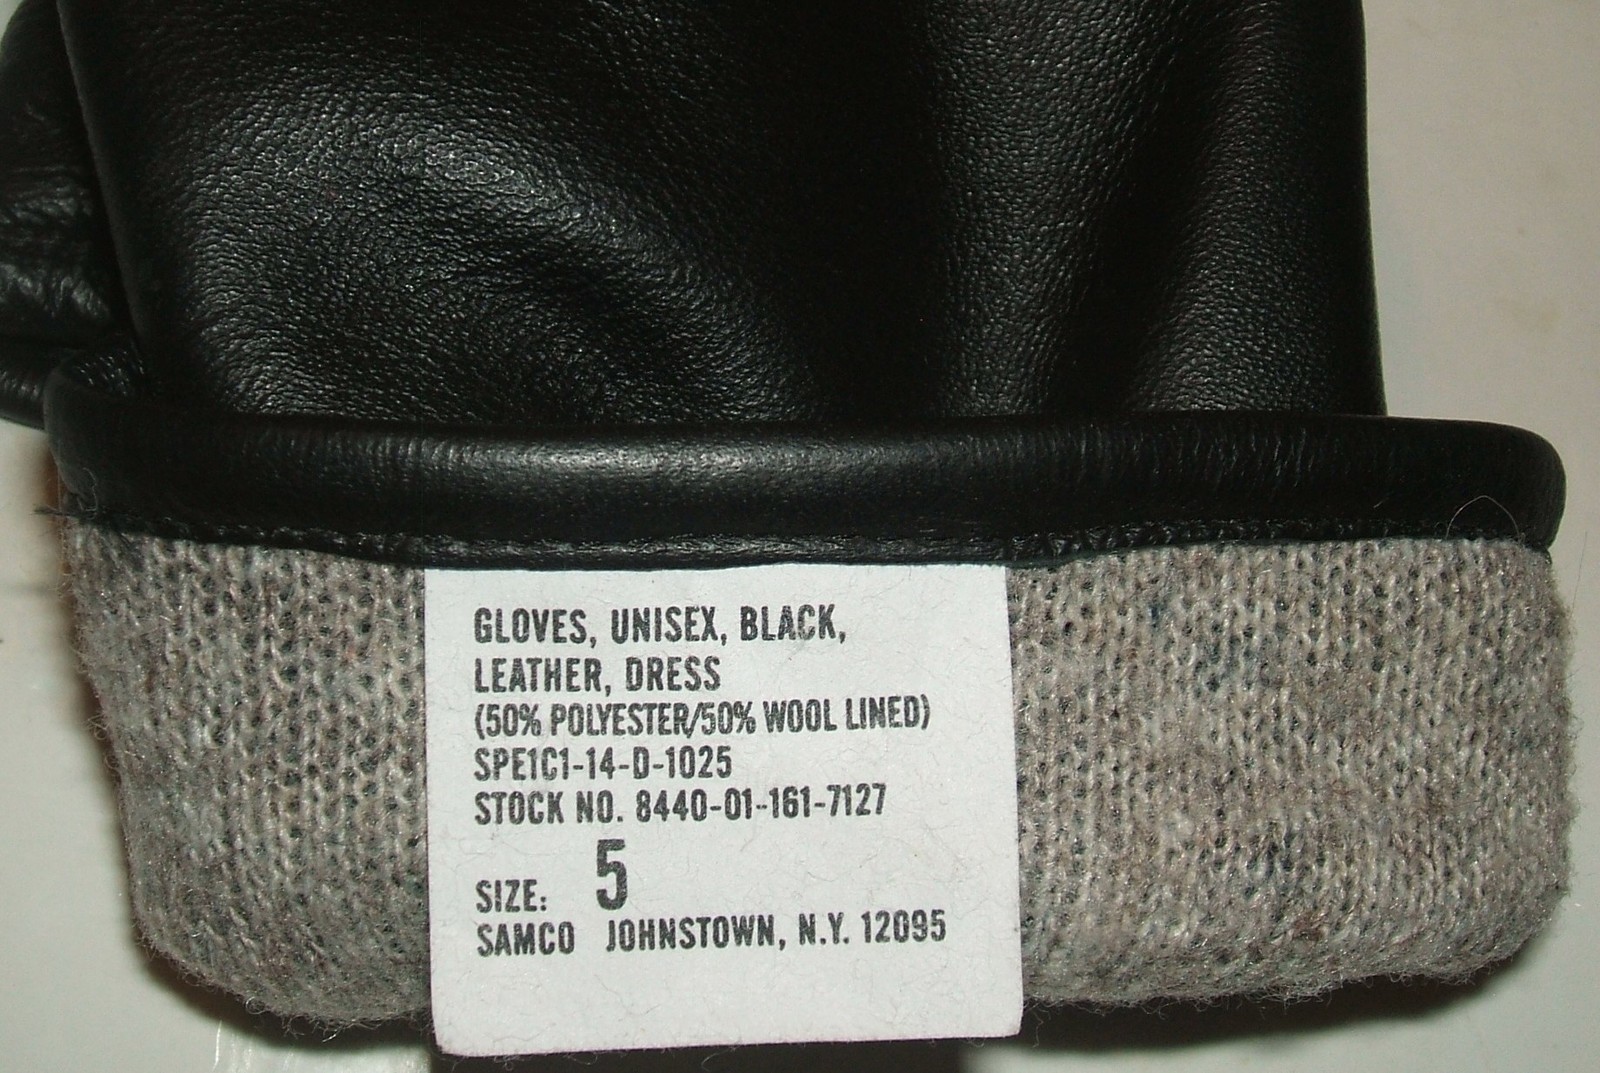 GLOVES, UNISEX, BLACK,
LEATHER, DRESS
(50% POLYESTER/50% WOOL LINED)
SPE1C1-14-D-1025
STOCK NO. 8440-01-161-7127
SIZE: 5
SAMCO JOHNSTOWN, N.Y. 12095